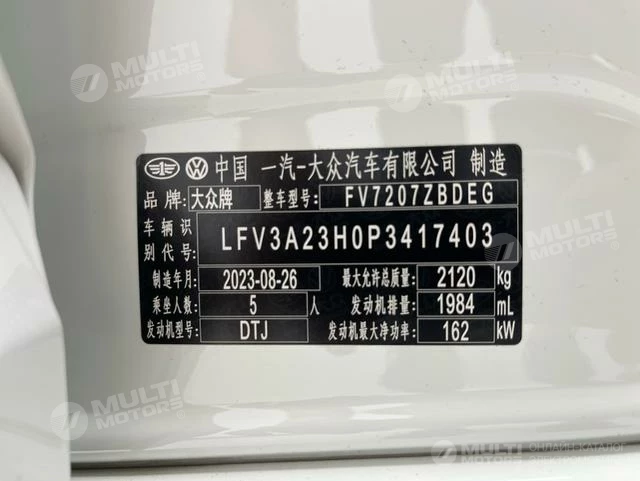 MULTI MOTORS
MULTI MOTORS
中国 一汽-大众汽车有限公司 制造
品牌: 大众牌 整车型号: FV7207ZBDEG
车辆识别代号: LFV3A23H0P3417403
制造年月: 2023-08-26 最大允许总质量: 2120 kg
乘坐人数: 5 人 发动机排量: 1984 mL
发动机型号: DTJ 发动机最大净功率: 162 kW
MULTI MOTORS
MULTI MOTORS
ОНЛАЙН-КАТАЛОГ